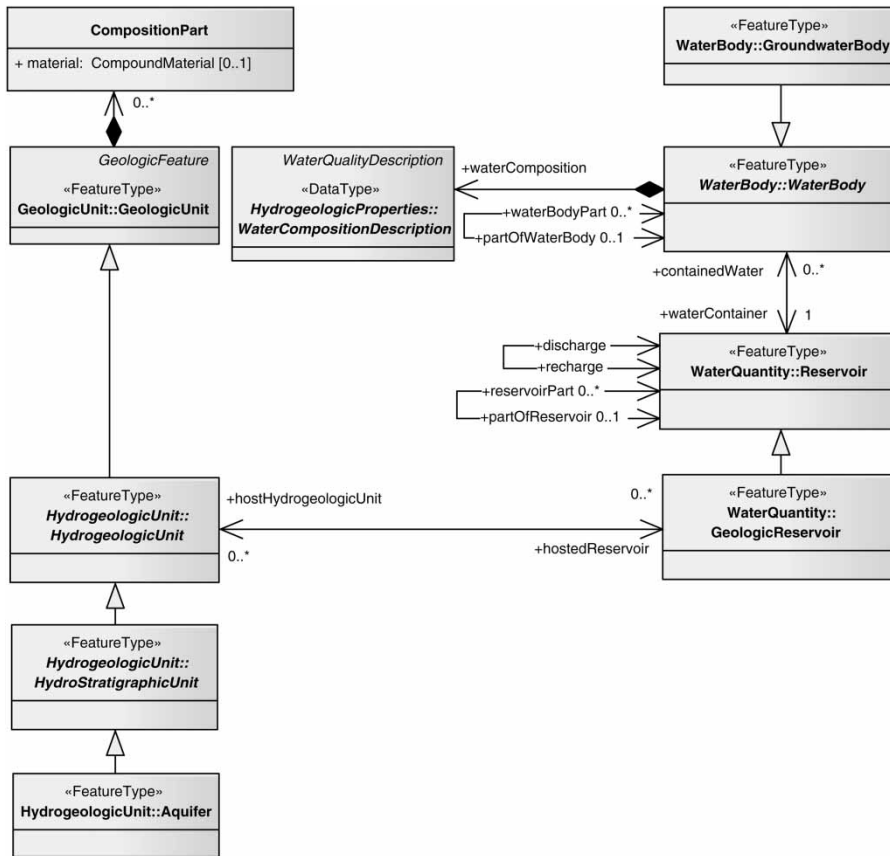 CompositionPart
+ material: CompoundMaterial [0..1]
0..*
«FeatureType»
WaterBody::GroundwaterBody
GeologicFeature
«FeatureType»
GeologicUnit::GeologicUnit
WaterQualityDescription
«DataType»
HydrogeologicProperties::
WaterCompositionDescription
+waterComposition
+waterBodyPart 0..*
+partOfWaterBody 0..1
«FeatureType»
WaterBody::WaterBody
+containedWater
0..*
+waterContainer
1
+discharge
+recharge
+reservoirPart 0..*
+partOfReservoir 0..1
«FeatureType»
WaterQuantity::Reservoir
«FeatureType»
HydrogeologicUnit::
HydrogeologicUnit
+hostHydrogeologicUnit
0..*
0..*
+hostedReservoir
«FeatureType»
WaterQuantity::
GeologicReservoir
«FeatureType»
HydrogeologicUnit::
HydroStratigraphicUnit
«FeatureType»
HydrogeologicUnit::Aquifer